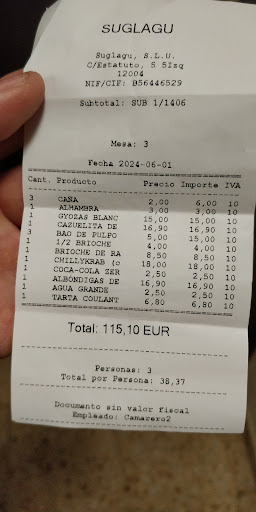 SUGLAGU
Suglagu, S.L.U.
C/Estatuto, 5 5Izq
12004
NIF/CIF: B56446529
Subtotal: SUB 1/1406
Mesa: 3
Fecha 2024-06-01
Cant. Producto Precio Importe IVA
3 CAÑA 2,00 6,00 10
1 ALHAMBRA 3,00 3,00 10
1 GYOZAS BLANC 15,00 15,00 10
1 CAZUELITA DE 16,90 16,90 10
3 BAO DE PULPO 5,00 15,00 10
1 1/2 BRIOCHE 4,00 4,00 10
1 BRIOCHE DE RA 8,50 8,50 10
1 CHILLYKRAB (c 18,00 18,00 10
1 COCA-COLA ZER 2,50 2,50 10
1 ALBÓNDIGAS DE 16,90 16,90 10
1 AGUA GRANDE 2,50 2,50 10
1 TARTA COULANT 6,80 6,80 10
Total: 115,10 EUR
Personas: 3
Total por Persona: 38,37
Documento sin valor fiscal
Empleado: Camarero2